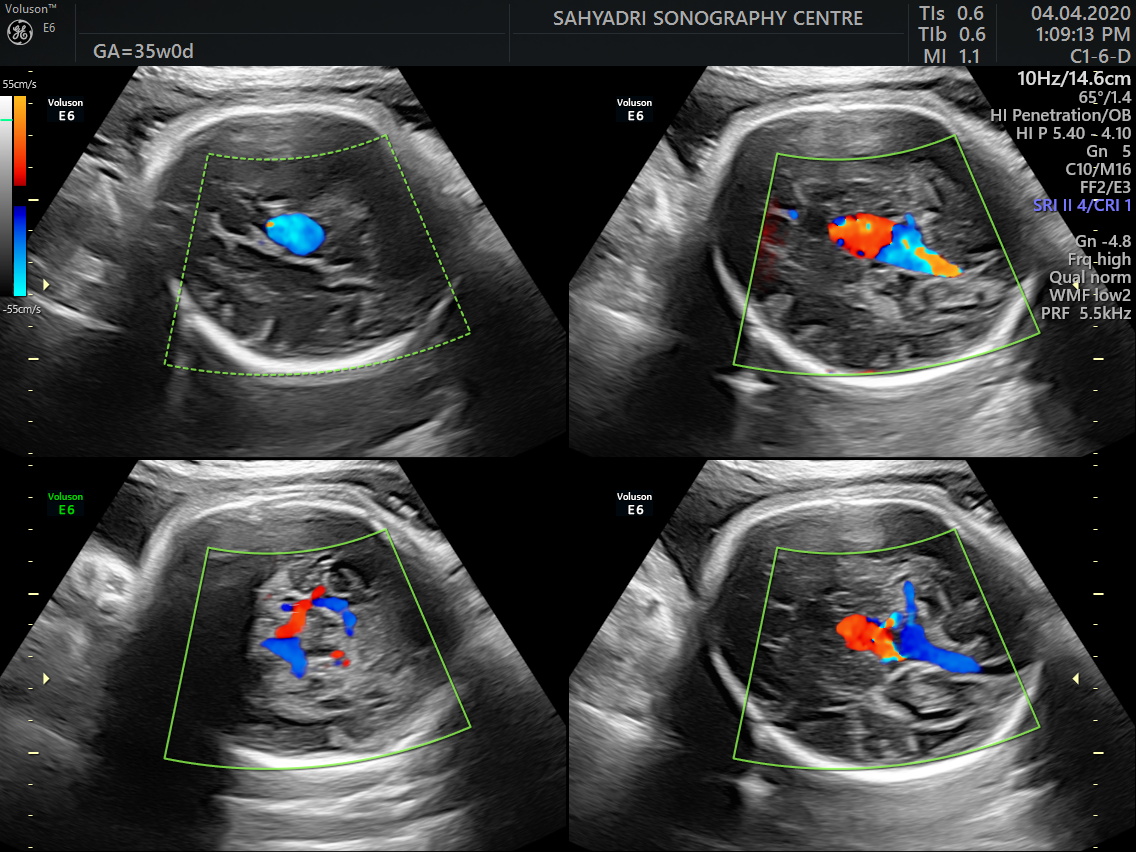 Voluson™
E6
GA=35w0d
SAHYADRI SONOGRAPHY CENTRE
TIs 0.6
TIb 0.6
MI 1.1
04.04.2020
1:09:13 PM
C1-6-D
55cm/s
-55cm/s
Voluson
E6
Voluson
E6
10Hz/14.6cm
65°/1.4
HI Penetration/OB
HI P 5.40 - 4.10
Gn 5
C10/M16
FF2/E3
SRI II 4/CRI 1
Gn -4.8
Frq high
Qual norm
WMF low2
PRF 5.5kHz
Voluson
E6
Voluson
E6